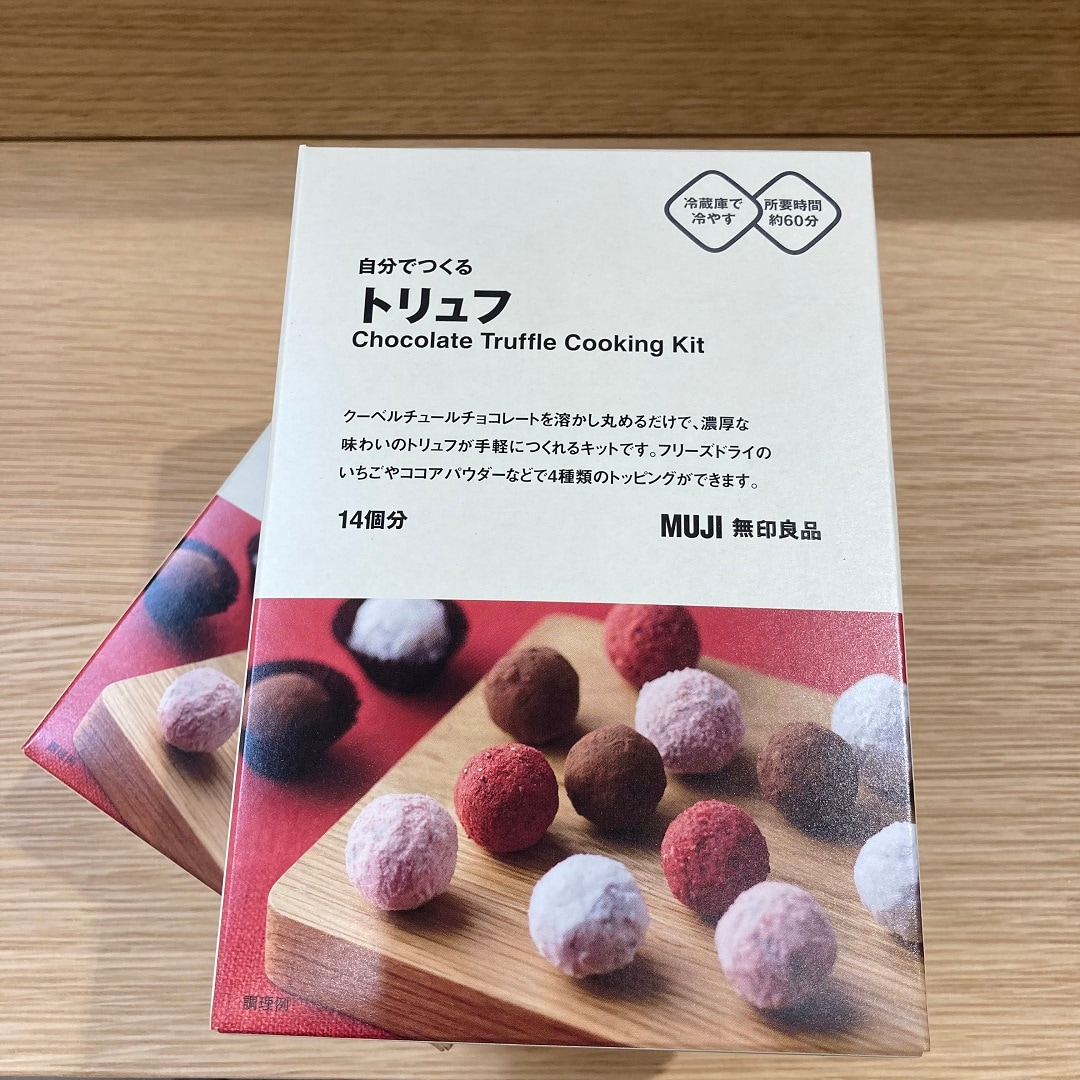 冷蔵庫で
冷やす
所要時間
約60分
自分でつくる
トリュフ
Chocolate Truffle Cooking Kit
クーベルチュールチョコレートを溶かし丸めるだけで、濃厚な
味わいのトリュフが手軽につくれるキットです。フリーズドライの
いちごやココアパウダーなどで4種類のトッピングができます。
14個分
MUJI 無印良品
調理例